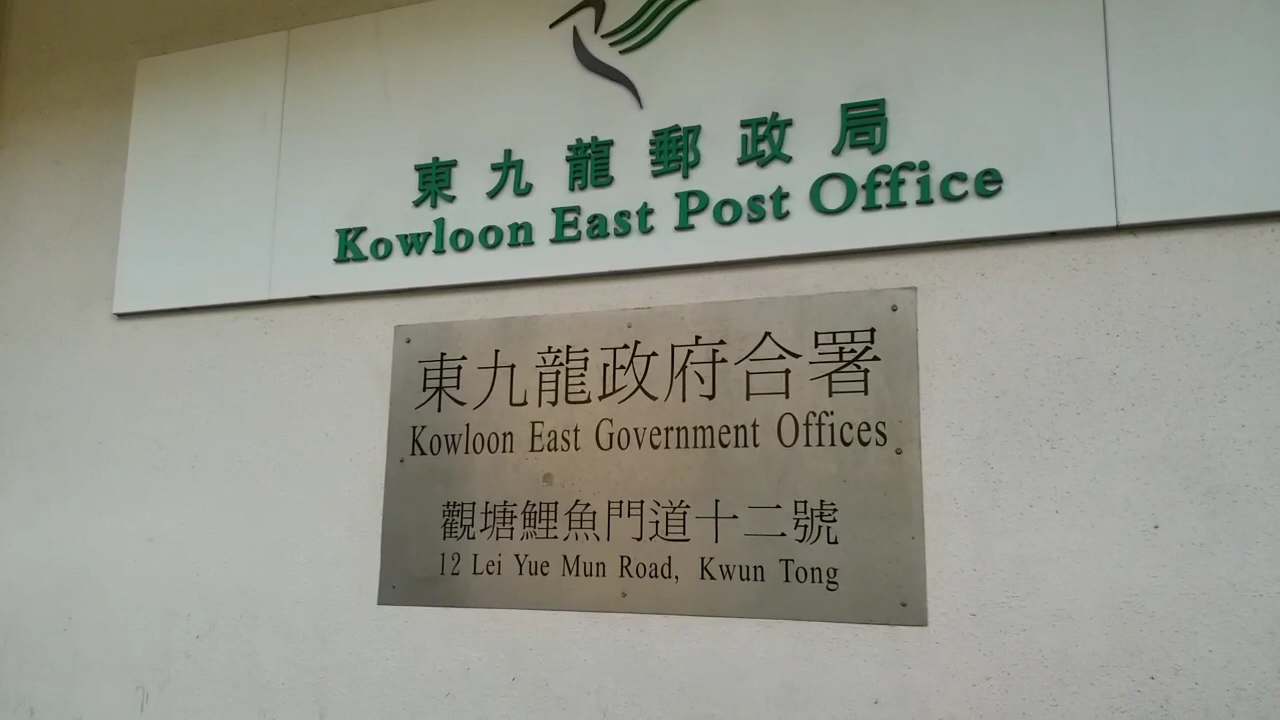 東九龍郵政局
Kowloon East Post Office
東九龍政府合署
Kowloon East Government Offices
觀塘鯉魚門道十二號
12 Lei Yue Mun Road, Kwun Tong